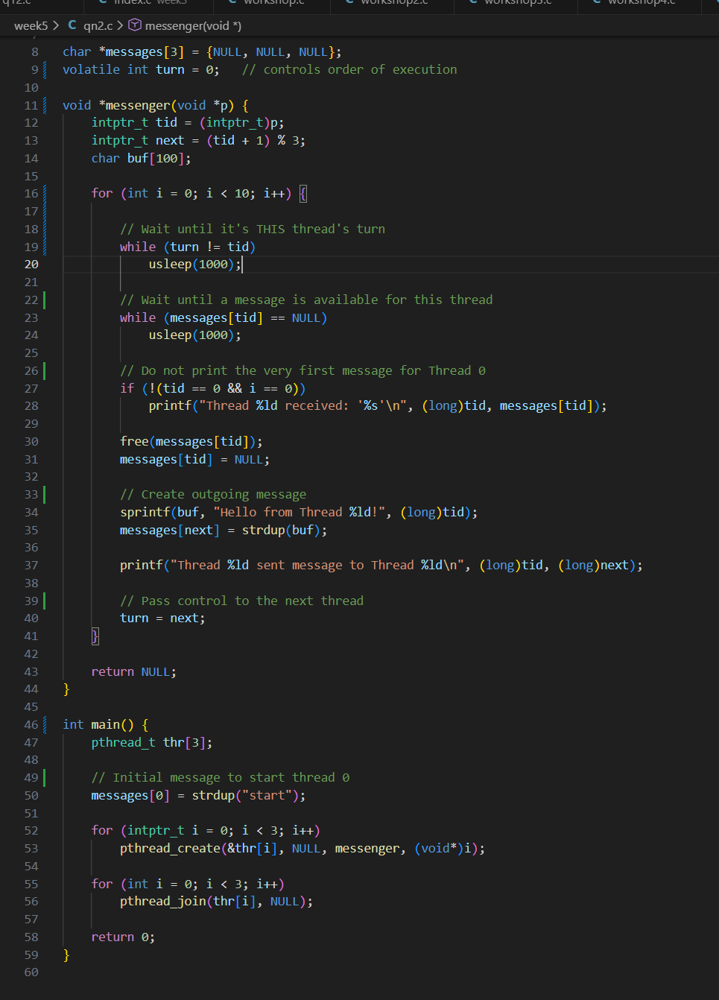 q12.c index.c week5 workshop.c workshop2.c workshop3.c workshop4.c
week5 > C qn2.c > messenger(void *)
7
8 char *messages[3] = {NULL, NULL, NULL};
9 volatile int turn = 0;   // controls order of execution
10
11 void *messenger(void *p) {
12     intptr_t tid = (intptr_t)p;
13     intptr_t next = (tid + 1) % 3;
14     char buf[100];
15
16     for (int i = 0; i < 10; i++) {
17
18         // Wait until it's THIS thread's turn
19         while (turn != tid)
20             usleep(1000);
21
22         // Wait until a message is available for this thread
23         while (messages[tid] == NULL)
24             usleep(1000);
25
26         // Do not print the very first message for Thread 0
27         if (!(tid == 0 && i == 0))
28             printf("Thread %ld received: '%s'\n", (long)tid, messages[tid]);
29
30         free(messages[tid]);
31         messages[tid] = NULL;
32
33         // Create outgoing message
34         sprintf(buf, "Hello from Thread %ld!", (long)tid);
35         messages[next] = strdup(buf);
36
37         printf("Thread %ld sent message to Thread %ld\n", (long)tid, (long)next);
38
39         // Pass control to the next thread
40         turn = next;
41     }
42
43     return NULL;
44 }
45
46 int main() {
47     pthread_t thr[3];
48
49     // Initial message to start thread 0
50     messages[0] = strdup("start");
51
52     for (intptr_t i = 0; i < 3; i++)
53         pthread_create(&thr[i], NULL, messenger, (void*)i);
54
55     for (int i = 0; i < 3; i++)
56         pthread_join(thr[i], NULL);
57
58     return 0;
59 }
60